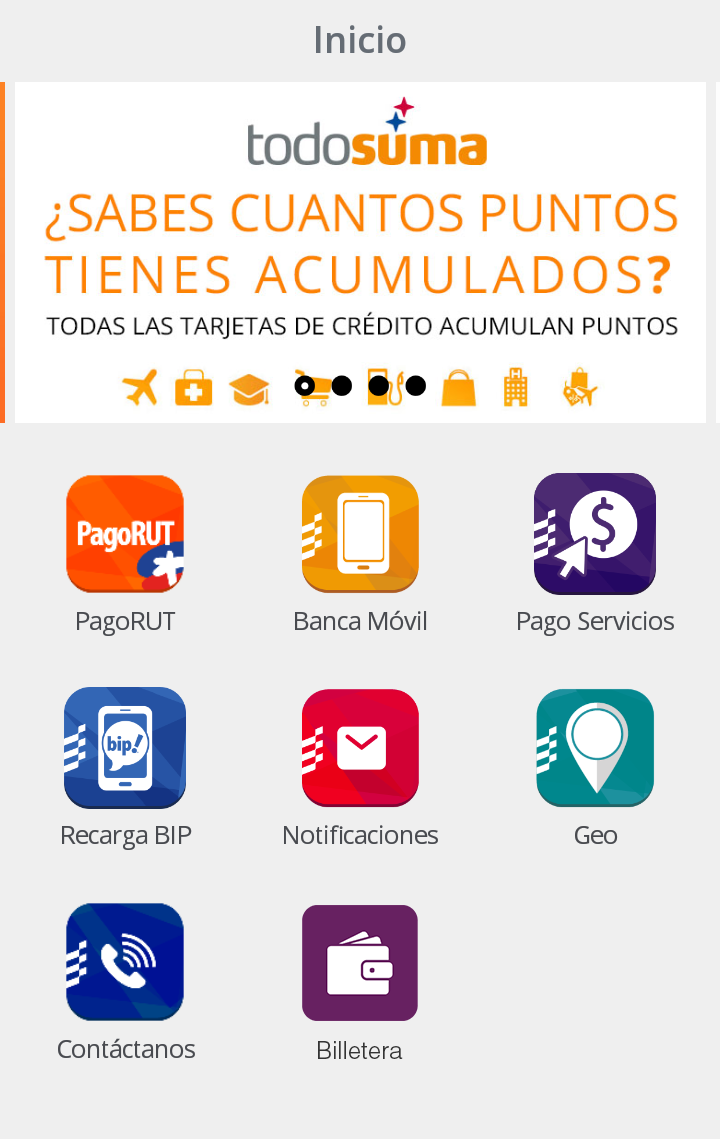 Inicio
todosuma
¿SABES CUANTOS PUNTOS
TIENES ACUMULADOS?
TODAS LAS TARJETAS DE CRÉDITO ACUMULAN PUNTOS
PagoRUT
$
PagoRUT
Banca Móvil
Pago Servicios
bip!
Recarga BIP
Notificaciones
Geo
Contáctanos
Billetera